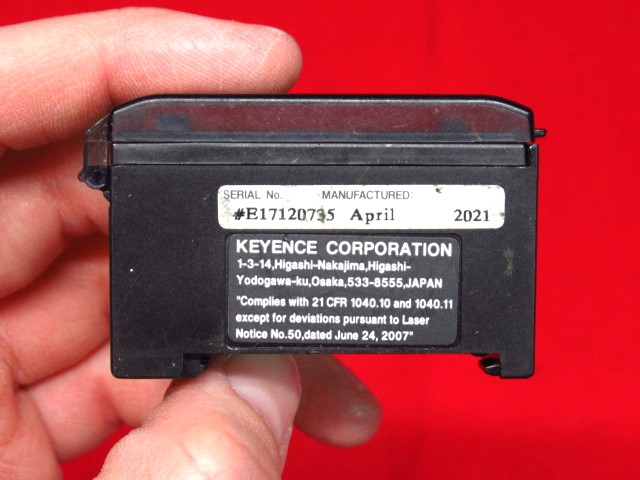 SERIAL No. MANUFACTURED:
#E17120735 April 2021
KEYENCE CORPORATION
1-3-14,Higashi-Nakajima,Higashi-
Yodogawa-ku,Osaka,533-8555,JAPAN
"Complies with 21 CFR 1040.10 and 1040.11
except for deviations pursuant to Laser
Notice No.50,dated June 24, 2007"